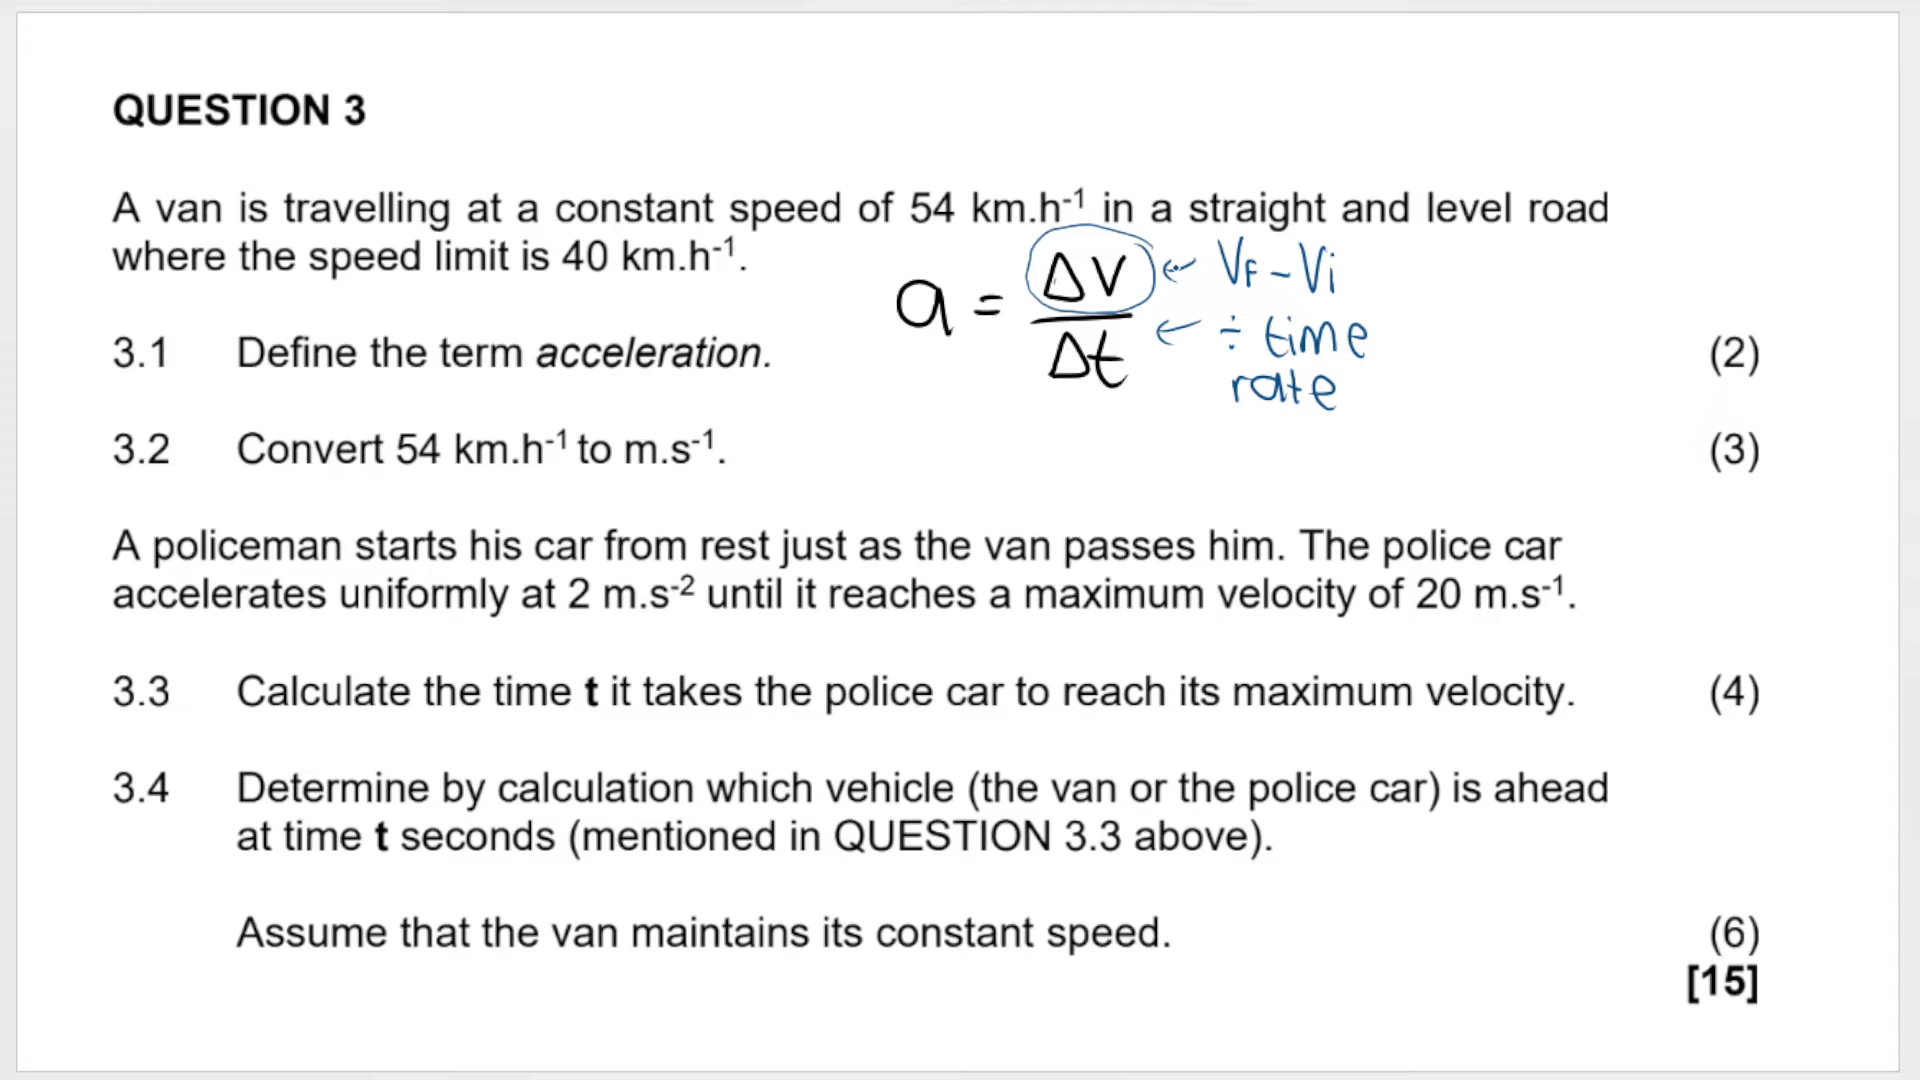 QUESTION 3
A van is travelling at a constant speed of 54 km.h⁻¹ in a straight and level road
where the speed limit is 40 km.h⁻¹.
a = ΔV/Δt
← VF - Vi
← ÷ time
rate
3.1 Define the term acceleration. (2)
3.2 Convert 54 km.h⁻¹ to m.s⁻¹. (3)
A policeman starts his car from rest just as the van passes him. The police car
accelerates uniformly at 2 m.s⁻² until it reaches a maximum velocity of 20 m.s⁻¹.
3.3 Calculate the time t it takes the police car to reach its maximum velocity. (4)
3.4 Determine by calculation which vehicle (the van or the police car) is ahead
at time t seconds (mentioned in QUESTION 3.3 above).
Assume that the van maintains its constant speed. (6)
[15]